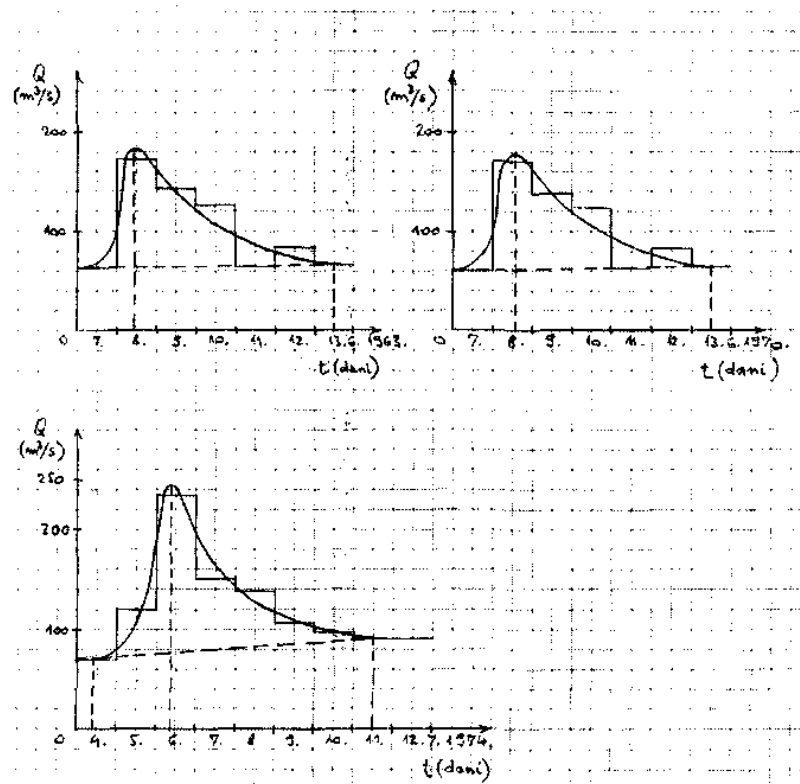 Q
(m³/s)
200
100
0 7. 8. 9. 10. 11. 12. 13.6. 1963.
t (dani)
Q
(m³/s)
200
100
0 7. 8. 9. 10. 11. 12. 13.6.1970.
t (dani)
Q
(m³/s)
250
200
100
0 4. 5. 6. 7. 8. 9. 10. 11. 12.7.1974.
t (dani)